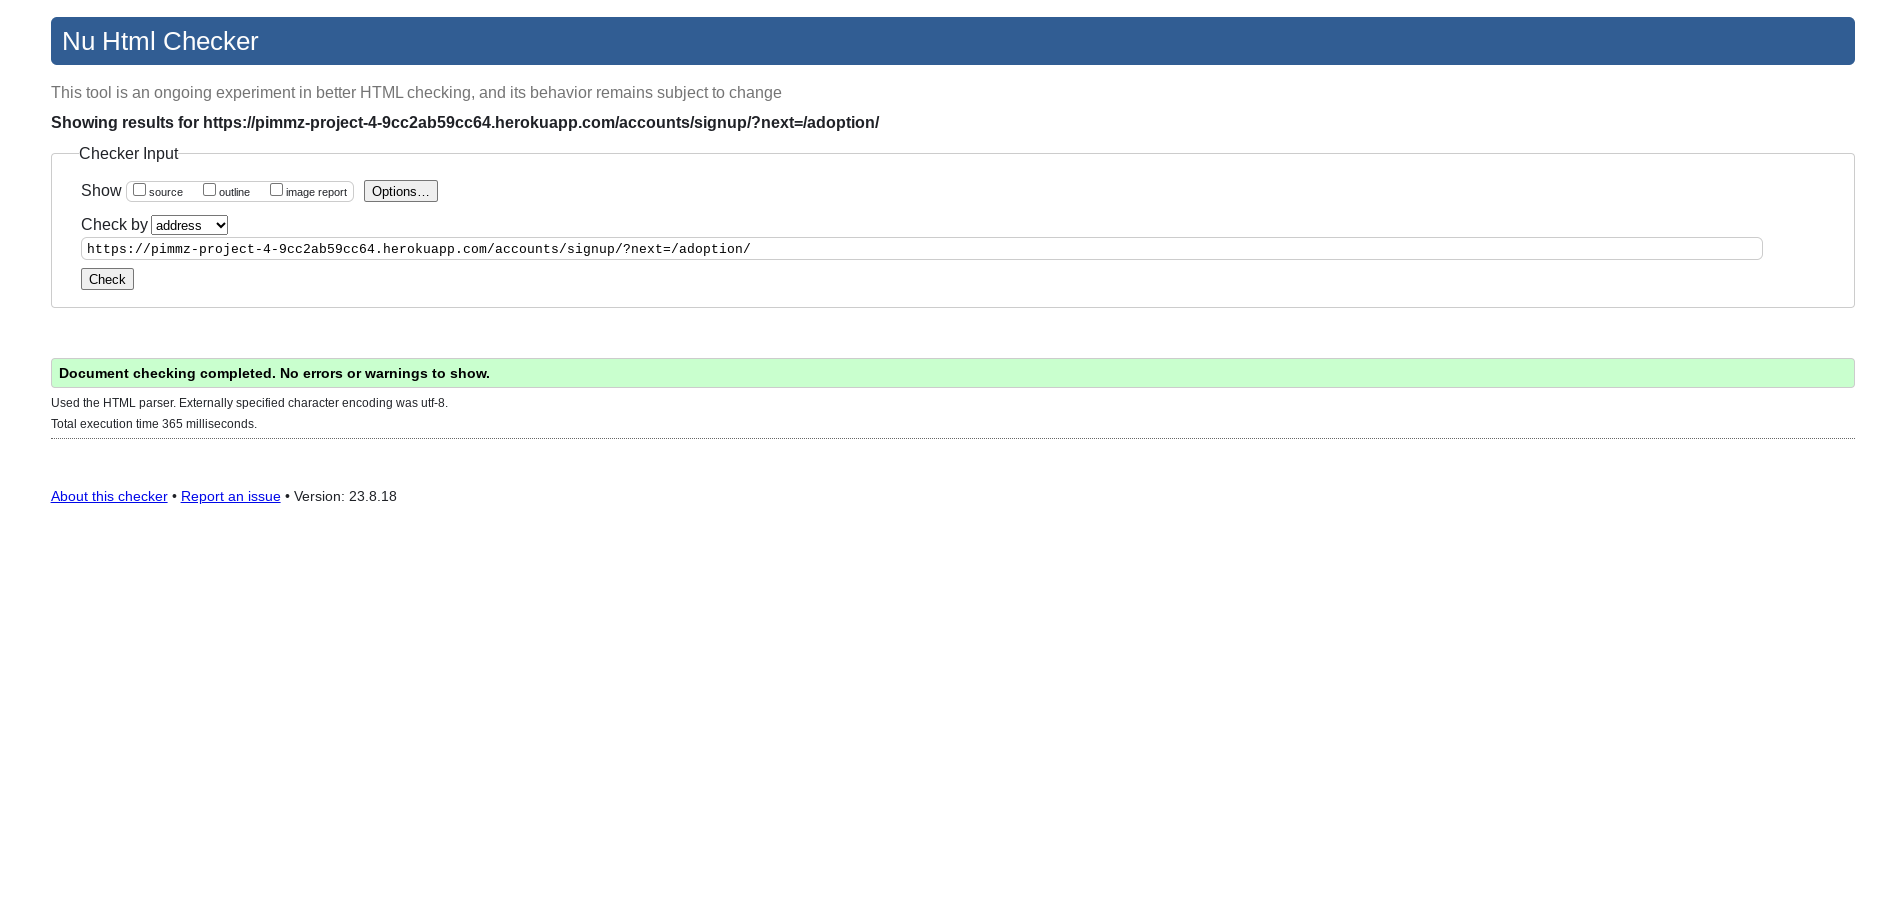 Nu Html Checker
This tool is an ongoing experiment in better HTML checking, and its behavior remains subject to change
Showing results for https://pimmz-project-4-9cc2ab59cc64.herokuapp.com/accounts/signup/?next=/adoption/
Checker Input
Show source outline image report Options...
Check by address
https://pimmz-project-4-9cc2ab59cc64.herokuapp.com/accounts/signup/?next=/adoption/
Check
Document checking completed. No errors or warnings to show.
Used the HTML parser. Externally specified character encoding was utf-8.
Total execution time 365 milliseconds.
About this checker • Report an issue • Version: 23.8.18